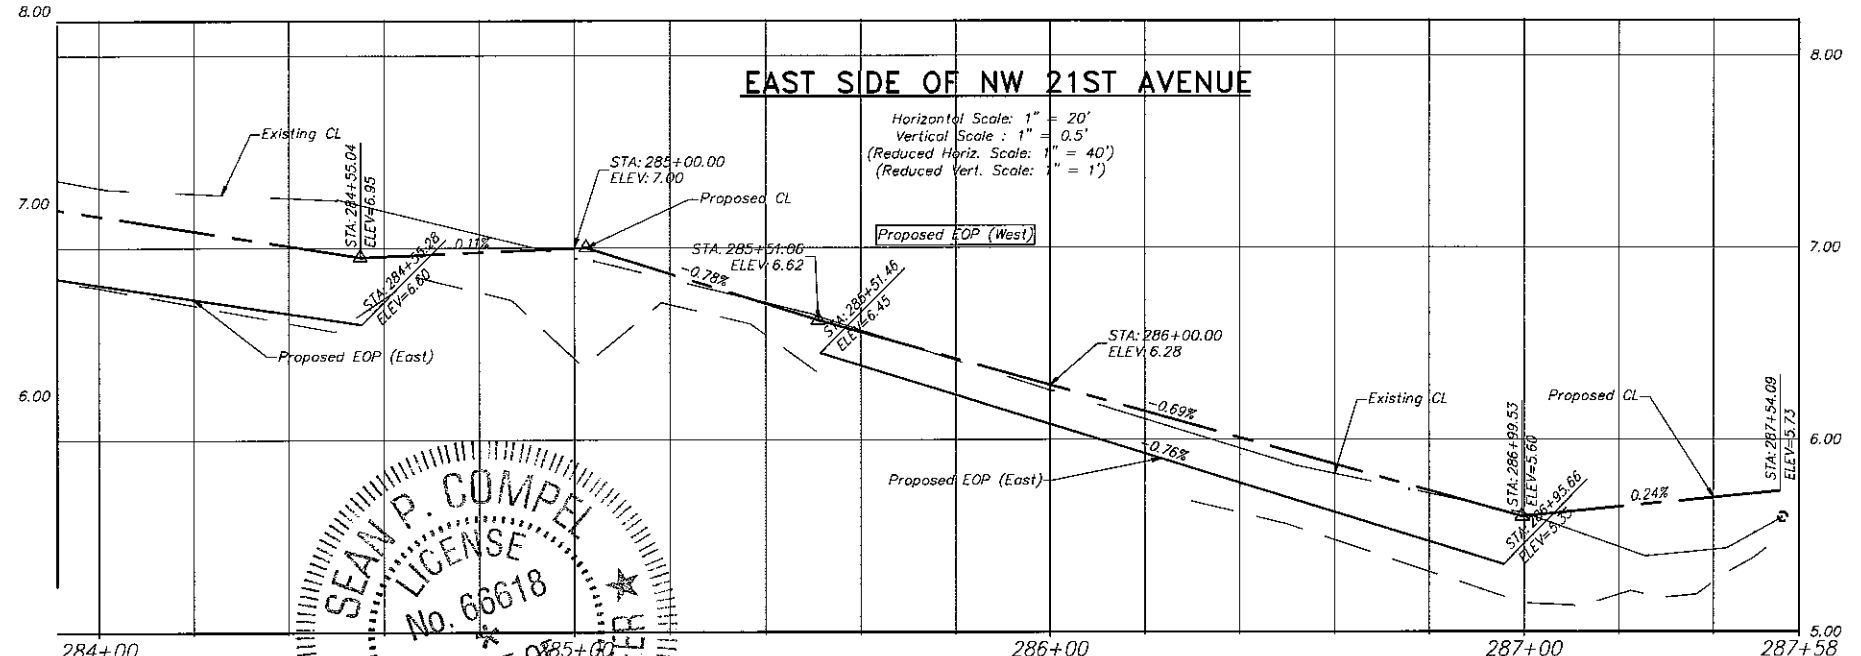 8.00
8.00
EAST SIDE OF NW 21ST AVENUE
Horizontal Scale: 1" = 20'
Vertical Scale : 1" = 0.5'
(Reduced Horiz. Scale: 1" = 40')
(Reduced Vert. Scale: 1" = 1')
Existing CL
STA: 284+55.04
ELEV=6.95
STA: 285+00.00
ELEV: 7.00
Proposed CL
7.00
7.00
Proposed EOP (West)
0.11%
STA: 284+55.28
ELEV=6.60
-0.78%
STA: 285+51.06
ELEV: 6.62
STA: 285+51.46
ELEV=6.45
Proposed EOP (East)
STA: 286+00.00
ELEV: 6.28
6.00
6.00
-0.69%
-0.76%
Existing CL
Proposed CL
Proposed EOP (East)
STA: 286+99.53
ELEV=5.60
STA: 286+95.66
ELEV=5.35
0.24%
STA: 287+54.09
ELEV=5.73
SEAN P. COMPEL
LICENSE
No. 66618
5.00
284+00
285+00
286+00
287+00
287+58